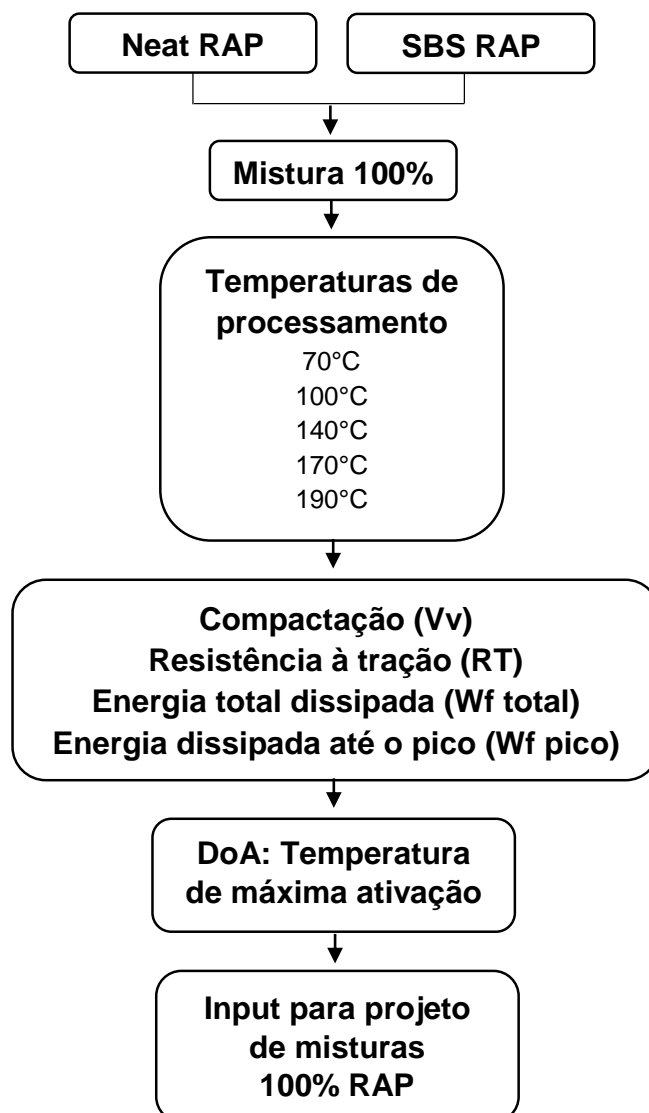 Neat RAP
SBS RAP
Mistura 100%
Temperaturas de
processamento
70°C
100°C
140°C
170°C
190°C
Compactação (Vv)
Resistência à tração (RT)
Energia total dissipada (Wf total)
Energia dissipada até o pico (Wf pico)
DoA: Temperatura
de máxima ativação
Input para projeto
de misturas
100% RAP